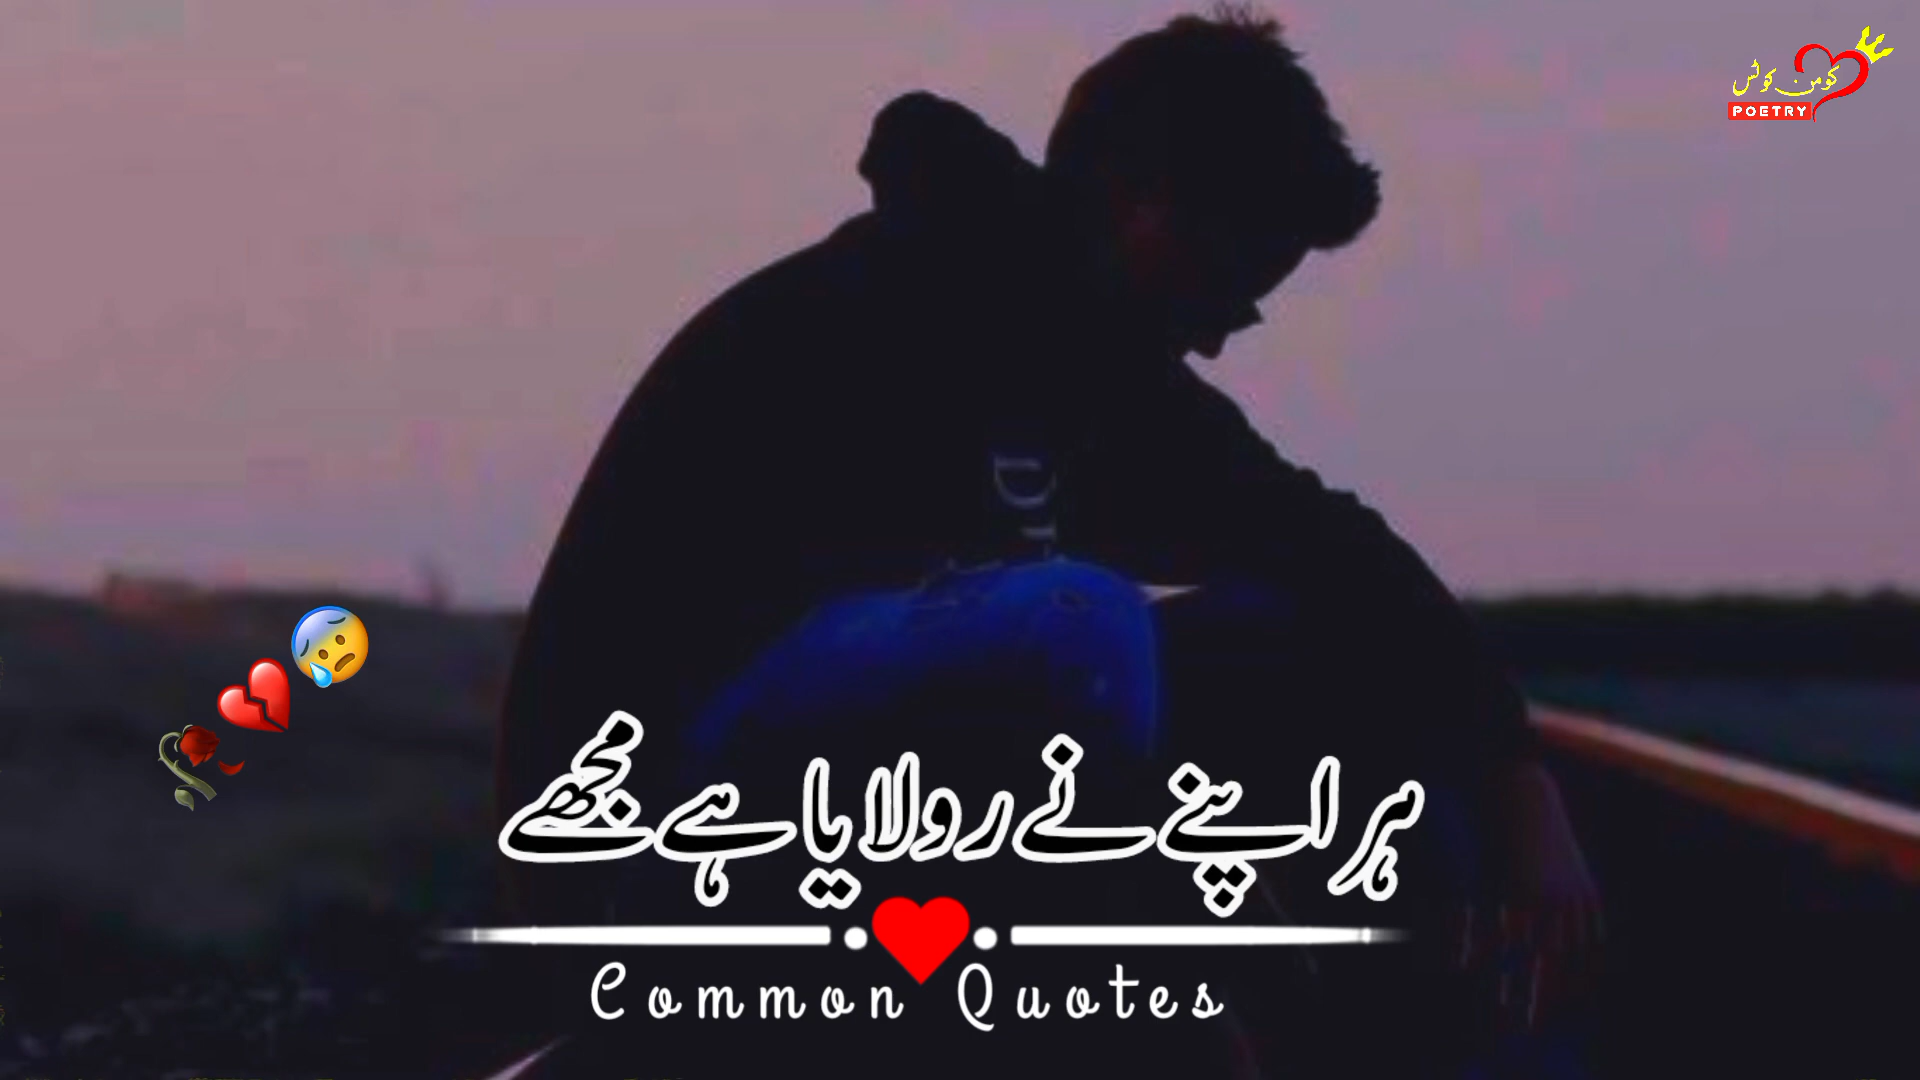 کومن کوٹس
POETRY
D
ہر اپنے نے رولایا ہے مجھے
Common Quotes